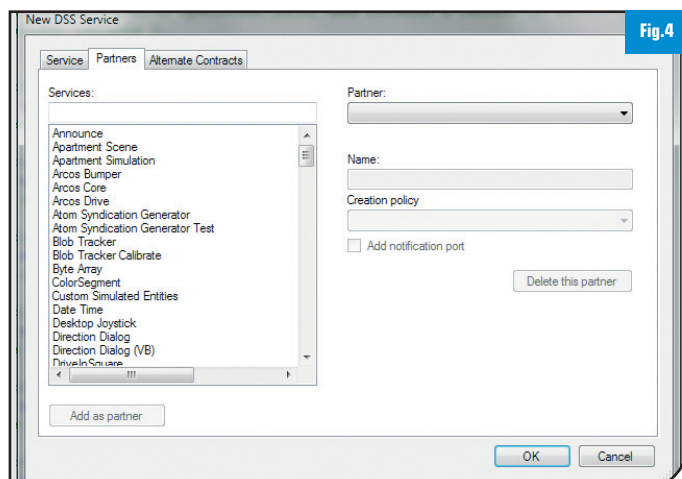 New DSS Service
Fig.4
Service
Partners
Alternate Contracts
Services:
Announce
Apartment Scene
Apartment Simulation
Arcos Bumper
Arcos Core
Arcos Drive
Atom Syndication Generator
Atom Syndication Generator Test
Blob Tracker
Blob Tracker Calibrate
Byte Array
ColorSegment
Custom Simulated Entities
Date Time
Desktop Joystick
Direction Dialog
Direction Dialog (VB)
DriveInSquare
Add as partner
Partner:
Name:
Creation policy
Add notification port
Delete this partner
OK
Cancel